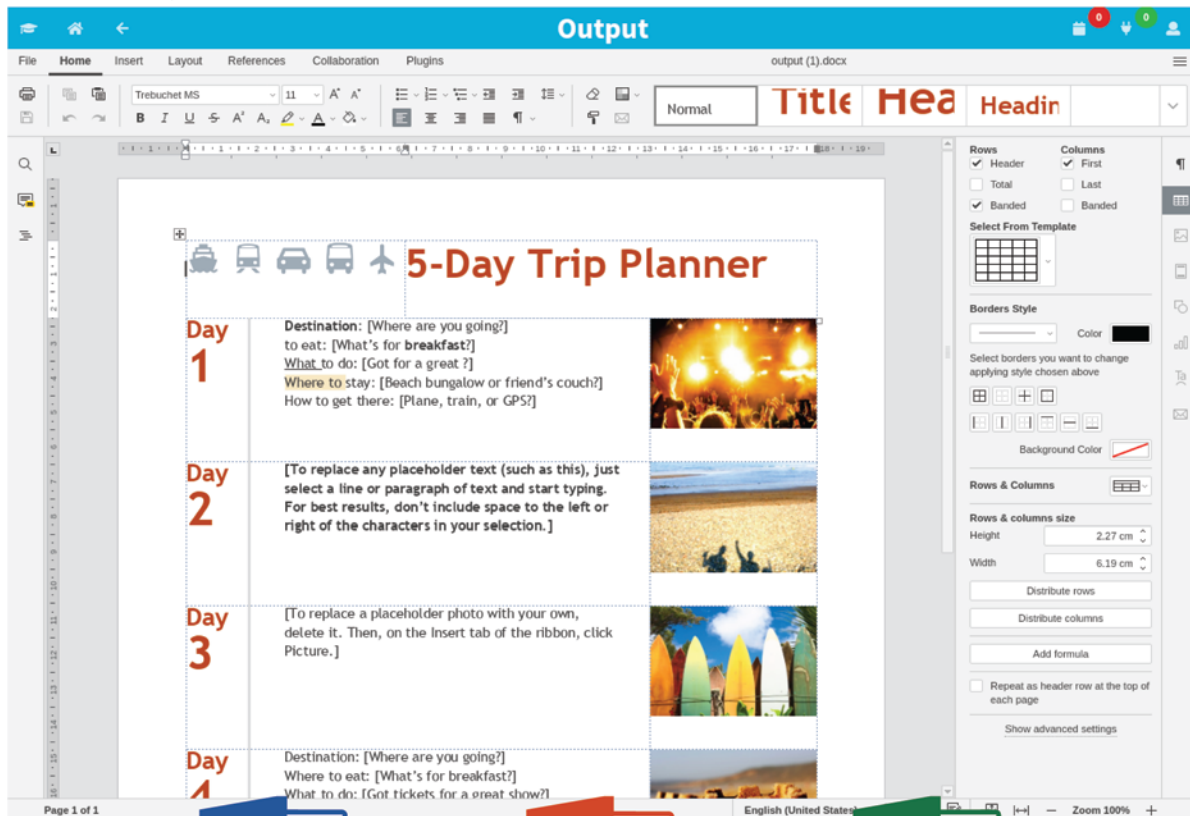 Output
0
0
File Home Insert Layout References Collaboration Plugins
output (1).docx
Trebuchet MS
11
Normal
Title
Hea
Headin
Rows
Columns
Header
First
Total
Last
Banded
Banded
Select From Template
Borders Style
Color
Select borders you want to change
applying style chosen above
Background Color
Rows & Columns
Rows & columns size
Height
2.27 cm
Width
6.19 cm
Distribute rows
Distribute columns
Add formula
Repeat as header row at the top of
each page
Show advanced settings
5-Day Trip Planner
Day
1
Destination: [Where are you going?]
to eat: [What's for breakfast?]
What to do: [Got for a great ?]
Where to stay: [Beach bungalow or friend's couch?]
How to get there: [Plane, train, or GPS?]
Day
2
[To replace any placeholder text (such as this), just
select a line or paragraph of text and start typing.
For best results, don't include space to the left or
right of the characters in your selection.]
Day
3
[To replace a placeholder photo with your own,
delete it. Then, on the Insert tab of the ribbon, click
Picture.]
Day
4
Destination: [Where are you going?]
Where to eat: [What's for breakfast?]
What to do: [Got tickets for a great show?]
Page 1 of 1
English (United States)
Zoom 100%